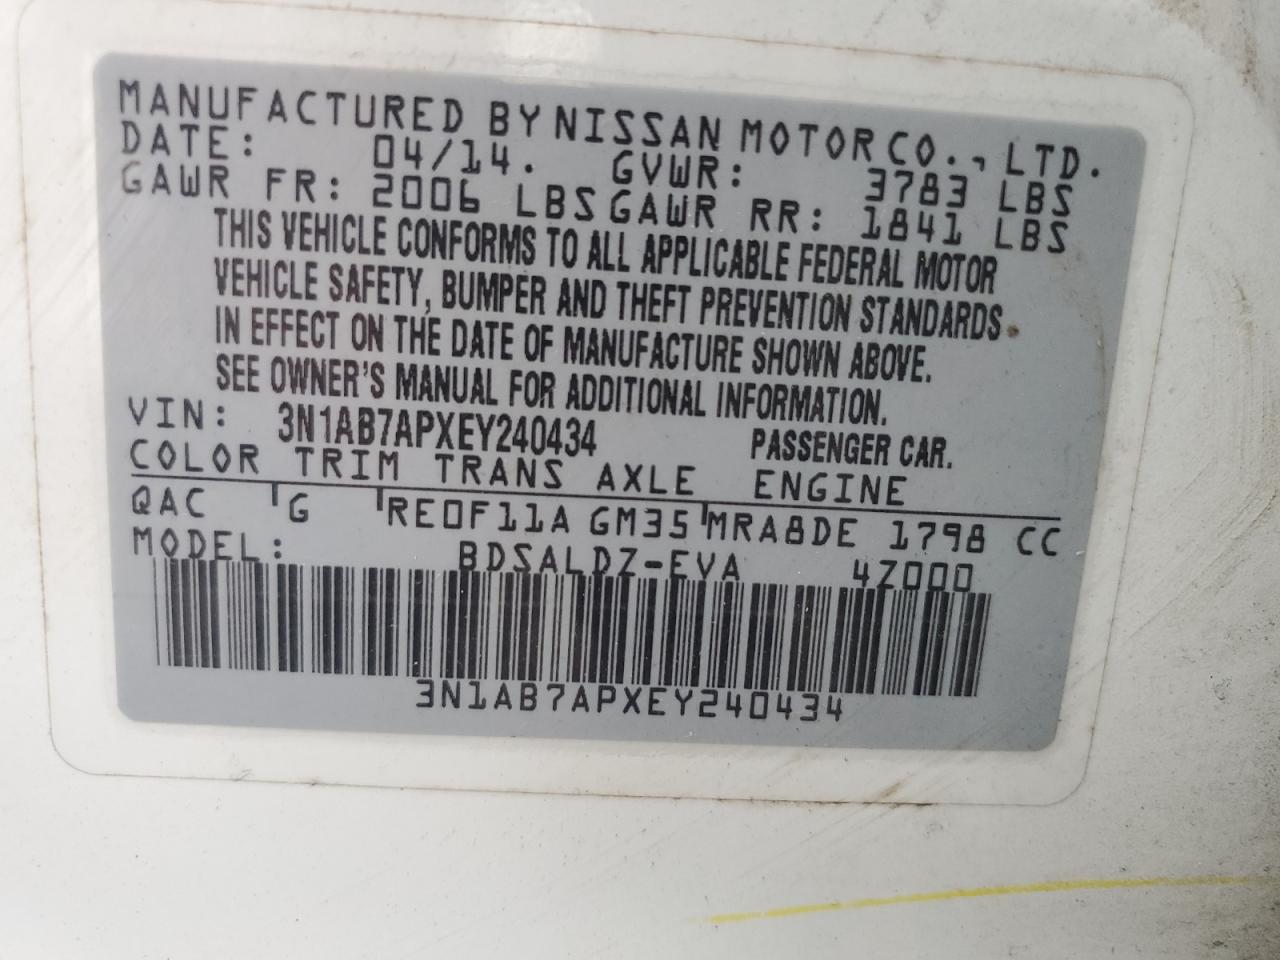 MANUFACTURED BY NISSAN MOTOR CO., LTD.
DATE: 04/14. GVWR: 3783 LBS
GAWR FR: 2006 LBS GAWR RR: 1841 LBS
THIS VEHICLE CONFORMS TO ALL APPLICABLE FEDERAL MOTOR
VEHICLE SAFETY, BUMPER AND THEFT PREVENTION STANDARDS
IN EFFECT ON THE DATE OF MANUFACTURE SHOWN ABOVE.
SEE OWNER'S MANUAL FOR ADDITIONAL INFORMATION.
VIN: 3N1AB7APXEY240434 PASSENGER CAR.
COLOR TRIM TRANS AXLE ENGINE
QAC G RE0F11A GM35 MRA8DE 1798 CC
MODEL: BDSALDZ-EVA 4Z000
3N1AB7APXEY240434